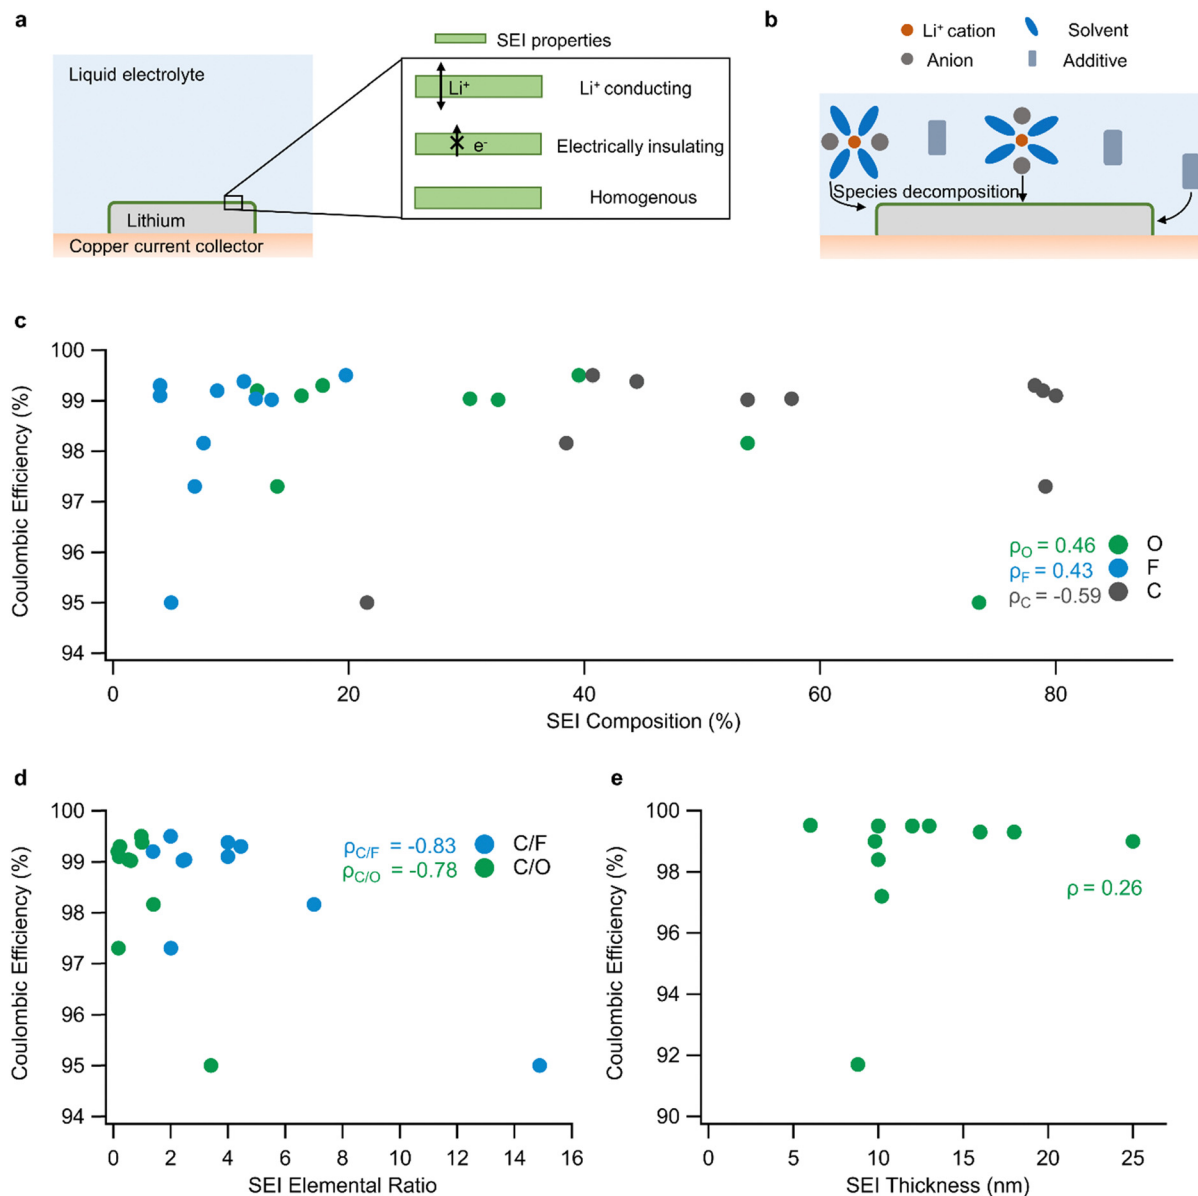 a
SEI properties
Liquid electrolyte
Li⁺
Li⁺ conducting
e⁻
Electrically insulating
Homogenous
Lithium
Copper current collector
b
Li⁺ cation
Solvent
Anion
Additive
Species decomposition
c
Coulombic Efficiency (%)
100
99
98
97
96
95
94
ρO = 0.46
O
ρF = 0.43
F
ρC = -0.59
C
0
20
40
60
80
SEI Composition (%)
d
Coulombic Efficiency (%)
100
99
98
97
96
95
94
ρC/F = -0.83
C/F
ρC/O = -0.78
C/O
0
2
4
6
8
10
12
14
16
SEI Elemental Ratio
e
Coulombic Efficiency (%)
100
98
96
94
92
90
ρ = 0.26
0
5
10
15
20
25
SEI Thickness (nm)